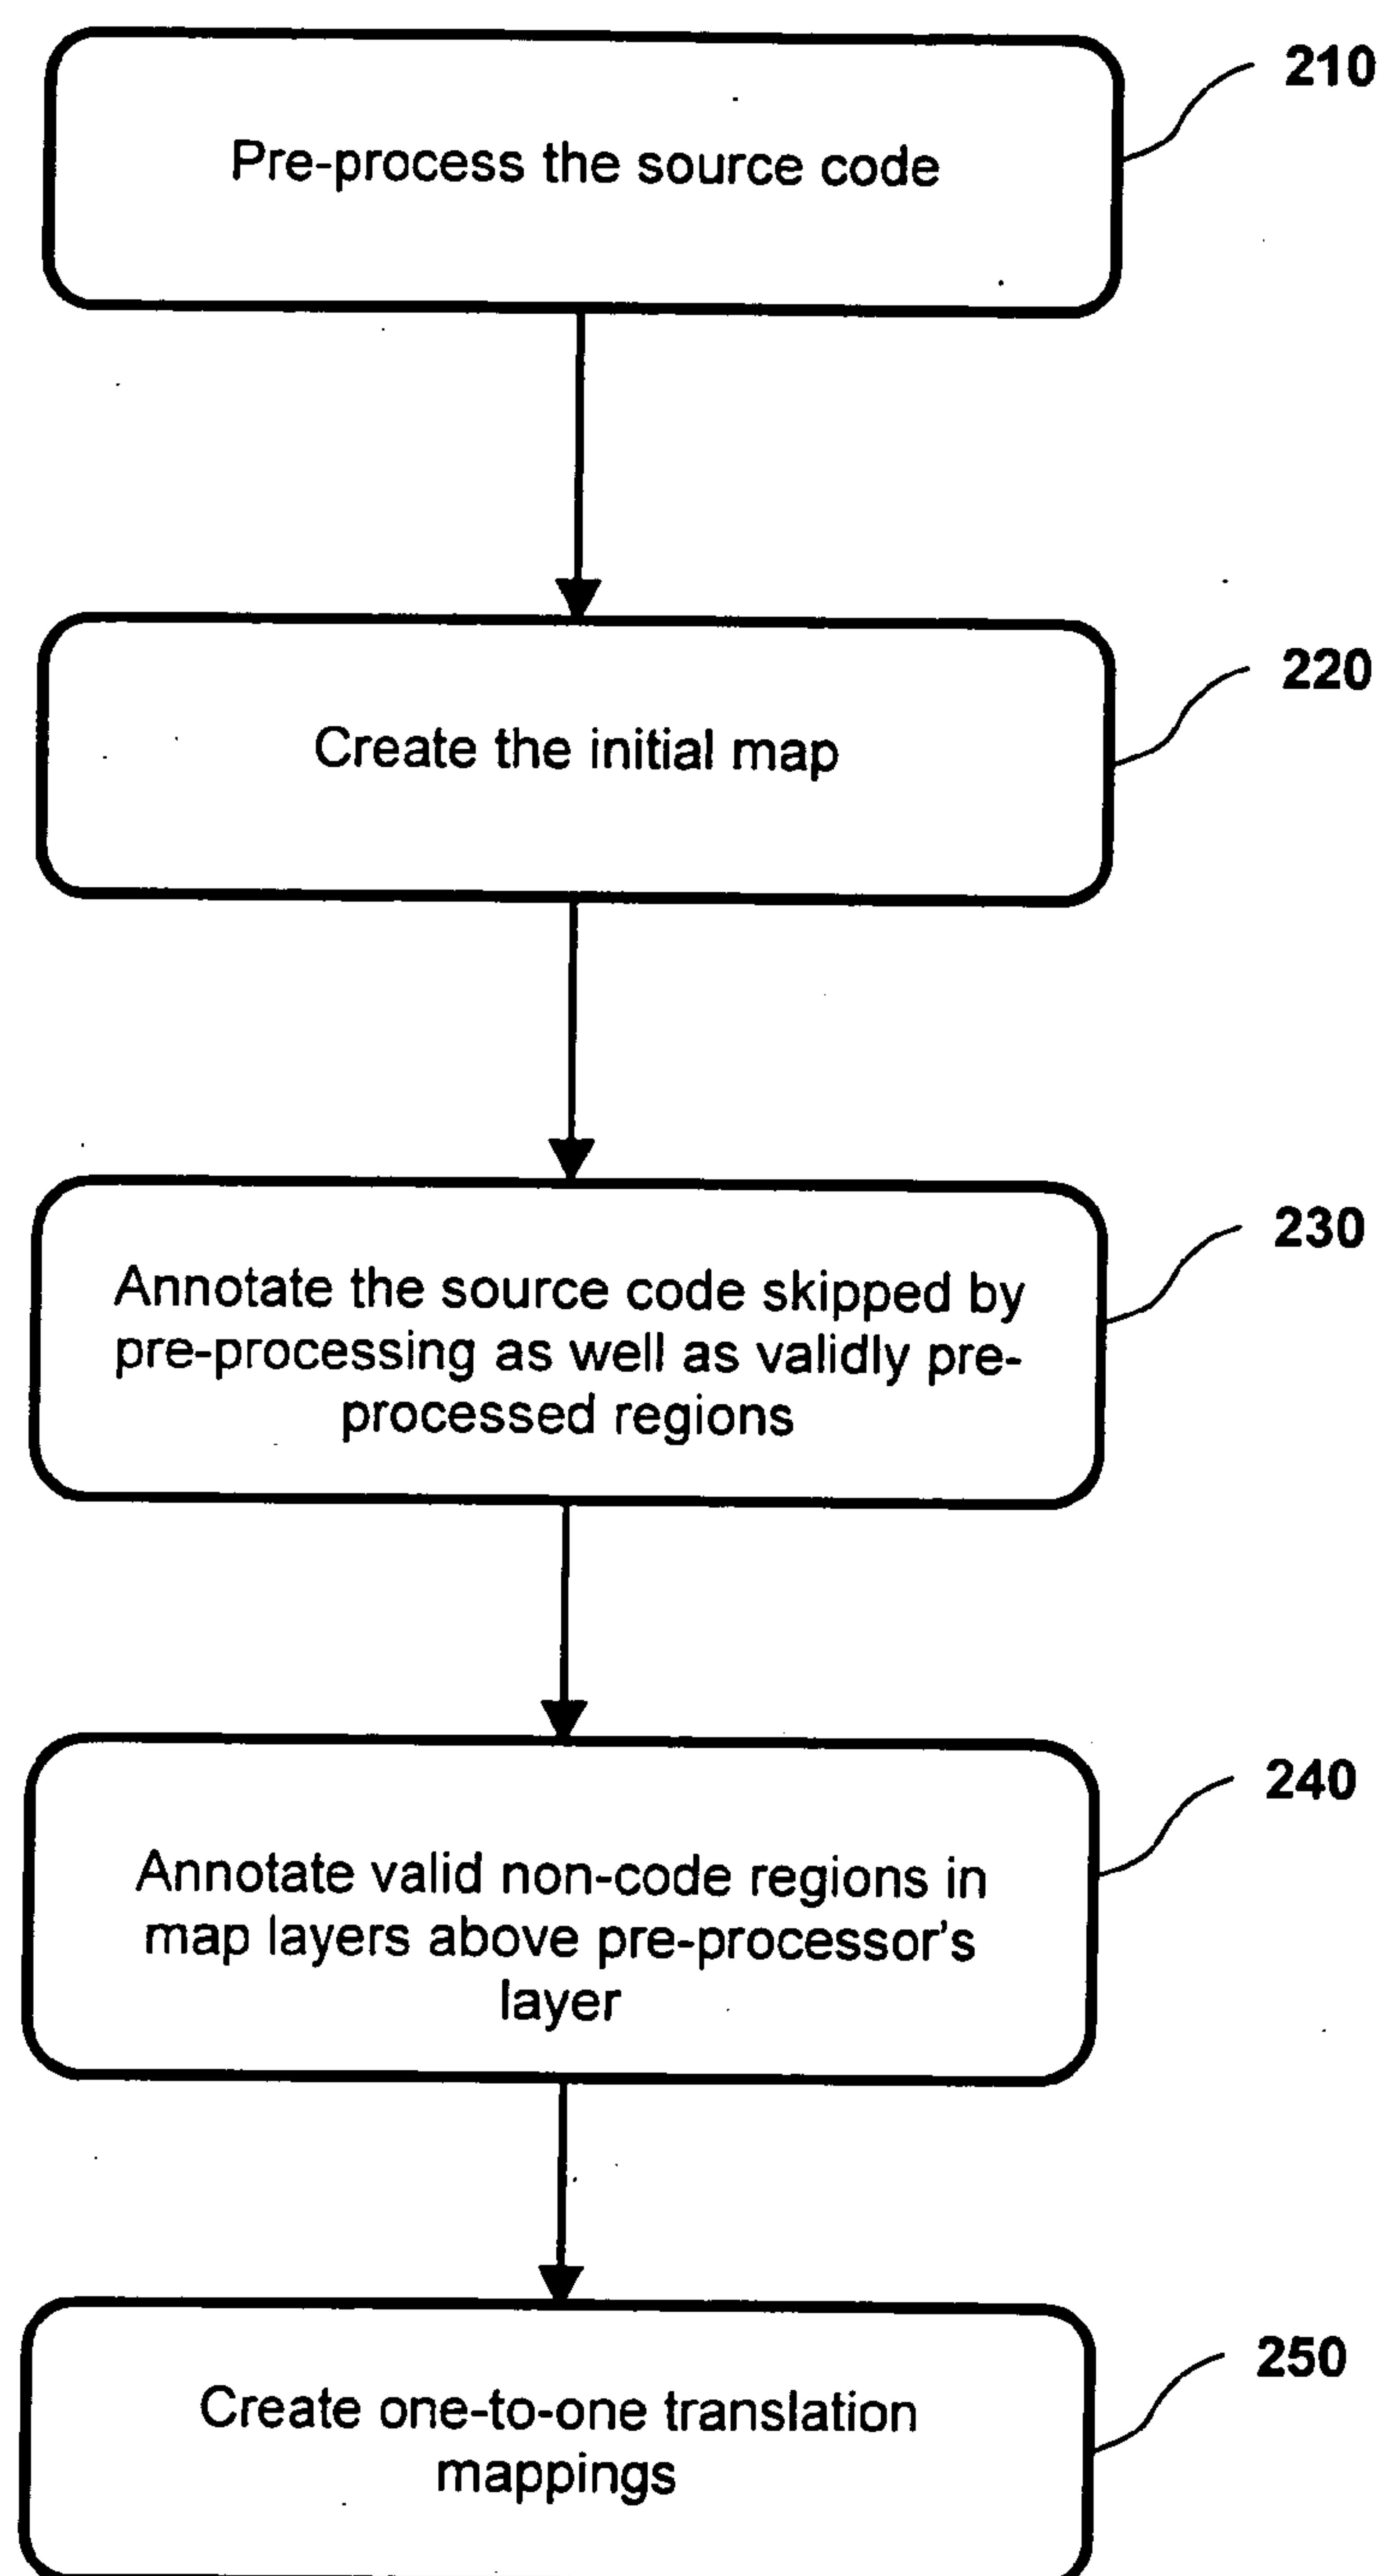 210
Pre-process the source code
220
Create the initial map
230
Annotate the source code skipped by
pre-processing as well as validly pre-
processed regions
240
Annotate valid non-code regions in
map layers above pre-processor's
layer
250
Create one-to-one translation
mappings